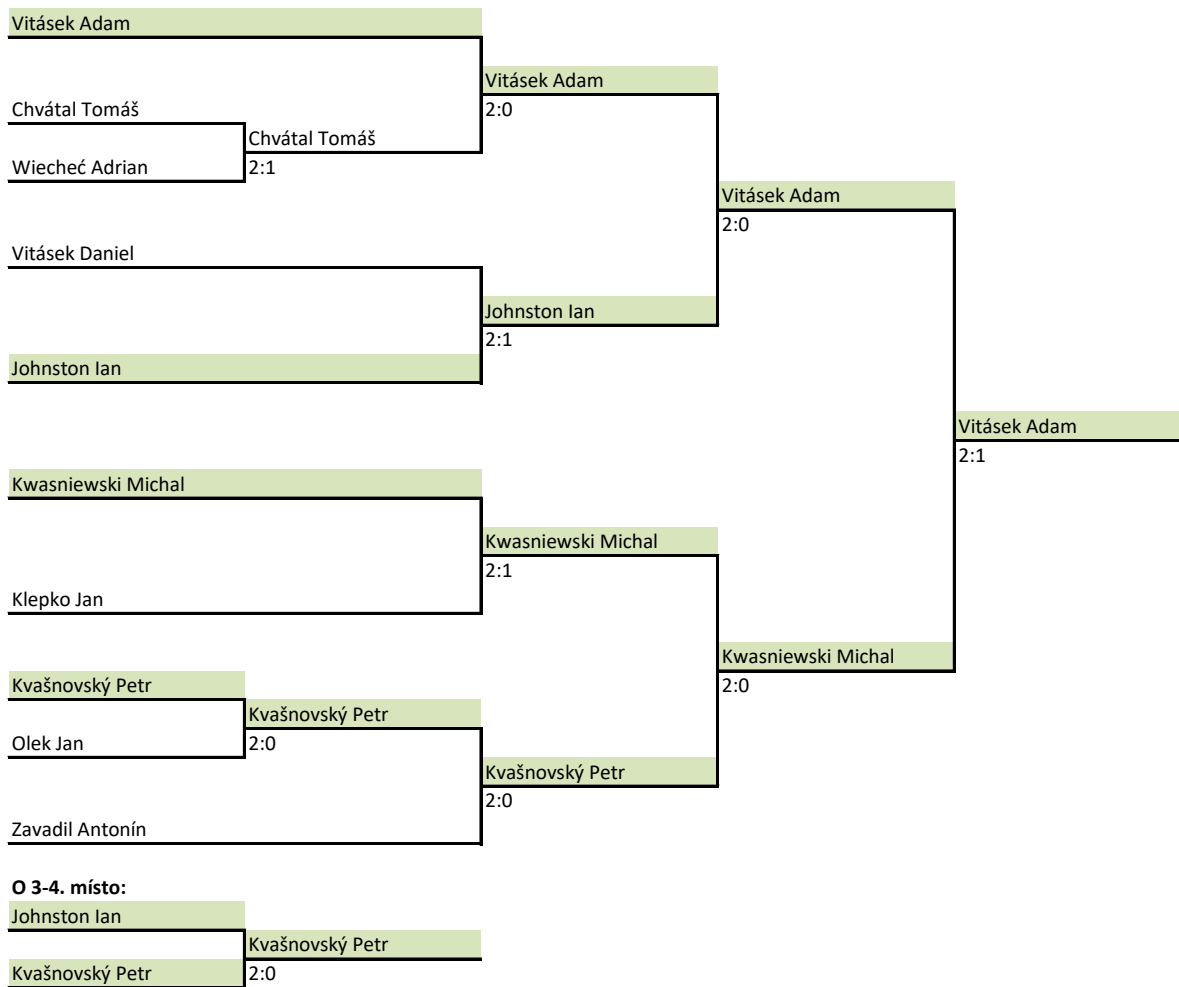 Vitásek Adam
Vitásek Adam
Chvátal Tomáš
2:0
Chvátal Tomáš
Wiecheć Adrian
2:1
Vitásek Adam
2:0
Vitásek Daniel
Johnston Ian
2:1
Johnston Ian
Vitásek Adam
2:1
Kwasniewski Michal
Kwasniewski Michal
2:1
Klepko Jan
Kwasniewski Michal
Kvašnovský Petr
2:0
Kvašnovský Petr
Olek Jan
2:0
Kvašnovský Petr
2:0
Zavadil Antonín
O 3-4. místo:
Johnston Ian
Kvašnovský Petr
Kvašnovský Petr
2:0